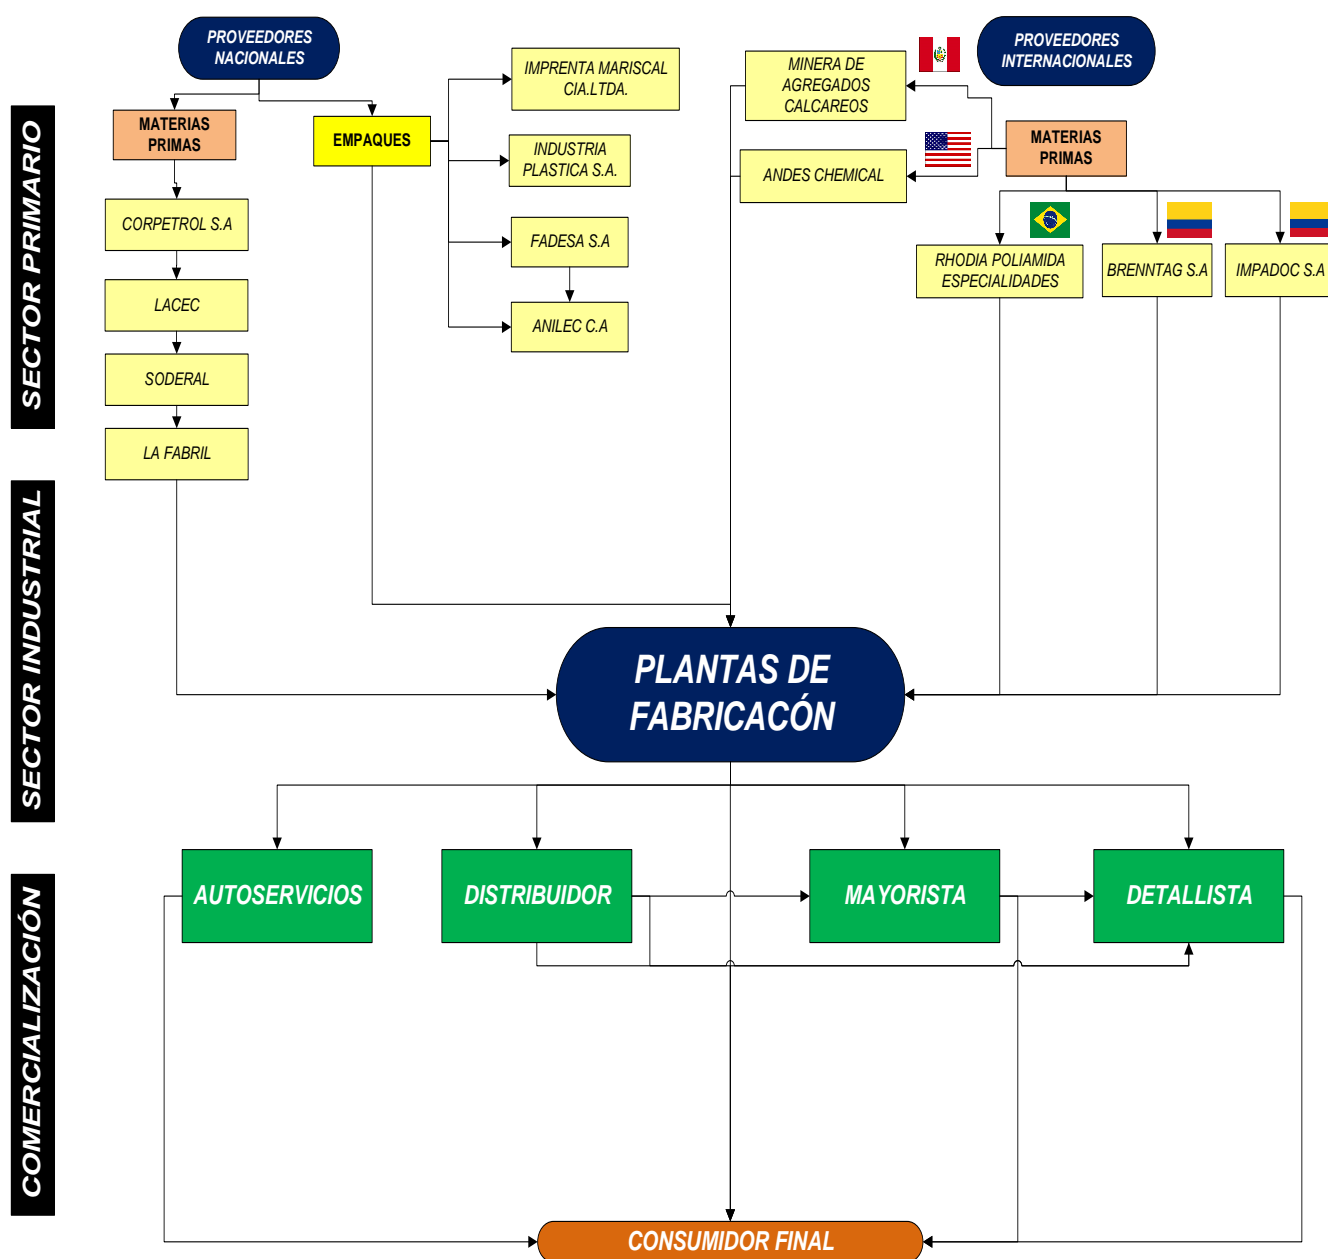 PROVEEDORES
NACIONALES
PROVEEDORES
INTERNACIONALES
IMPRENTA MARISCAL
CIA.LTDA.
MINERA DE
AGREGADOS
CALCAREOS
MATERIAS
PRIMAS
EMPAQUES
INDUSTRIA
PLASTICA S.A.
ANDES CHEMICAL
MATERIAS
PRIMAS
SECTOR PRIMARIO
CORPETROL S.A
FADESA S.A
RHODIA POLIAMIDA
ESPECIALIDADES
BRENNTAG S.A
IMPADOC S.A
LACEC
ANILEC C.A
SODERAL
LA FABRIL
SECTOR INDUSTRIAL
PLANTAS DE
FABRICACÓN
COMERCIALIZACIÓN
AUTOSERVICIOS
DISTRIBUIDOR
MAYORISTA
DETALLISTA
CONSUMIDOR FINAL